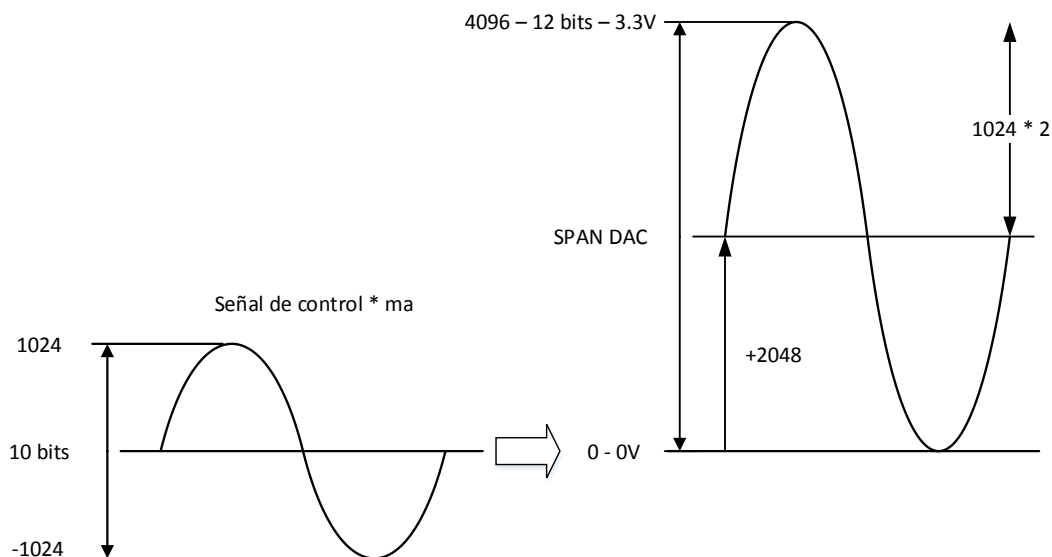 4096 – 12 bits – 3.3V
1024 * 2
SPAN DAC
Señal de control * ma
1024
+2048
10 bits
0 - 0V
-1024